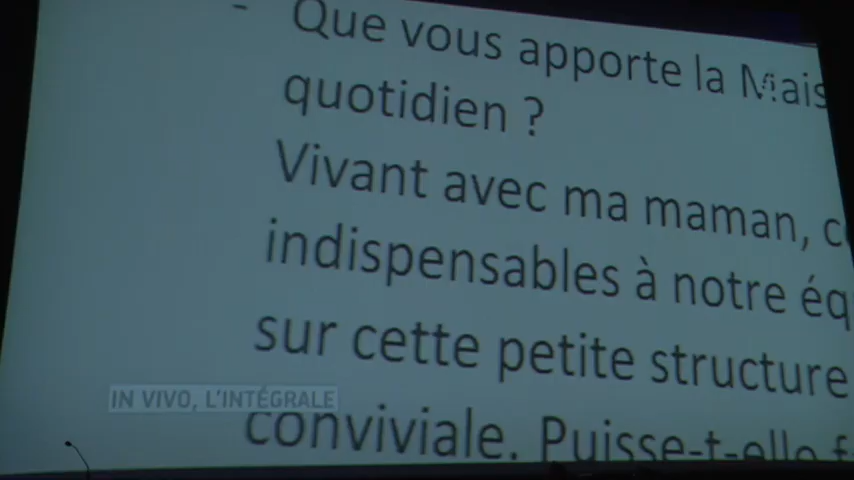 - Que vous apporte la Mais
quotidien ?
Vivant avec ma maman, c
indispensables à notre éq
sur cette petite structure
IN VIVO, L'INTÉGRALE
conviviale. Puisse-t-elle f